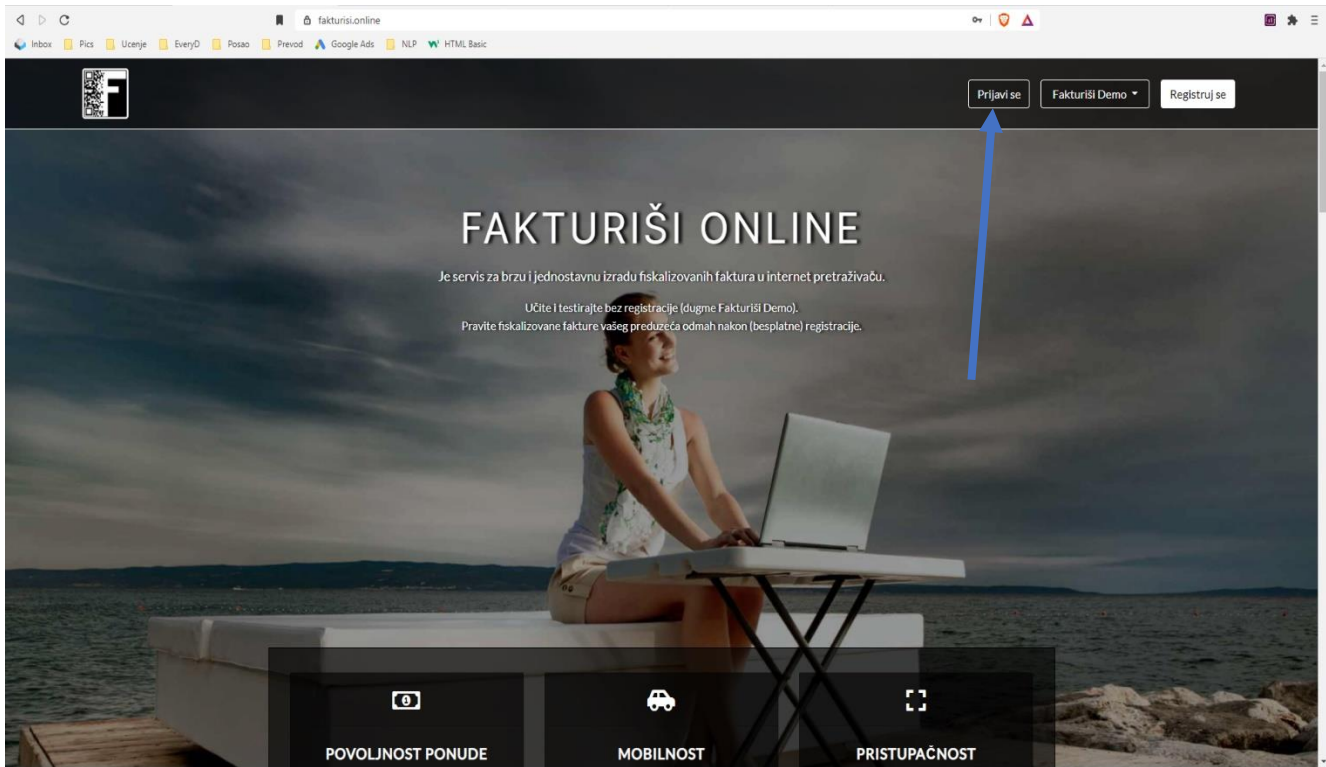 fakturisi.online
Inbox Pics Ucenje EveryD Posao Prevod Google Ads NLP HTML Basic
F Prijavi se Fakturiši Demo Registruj se
FAKTURIŠI ONLINE
Je servis za brzu i jednostavnu izradu fiskalizovanih faktura u internet pretraživaču.
Učite i testirajte bez registracije (dugme Fakturiši Demo).
Pravite fiskalizovane fakture vašeg preduzeća odmah nakon (besplatne) registracije.
POVOLJNOST PONUDE MOBILNOST PRISTUPAČNOST